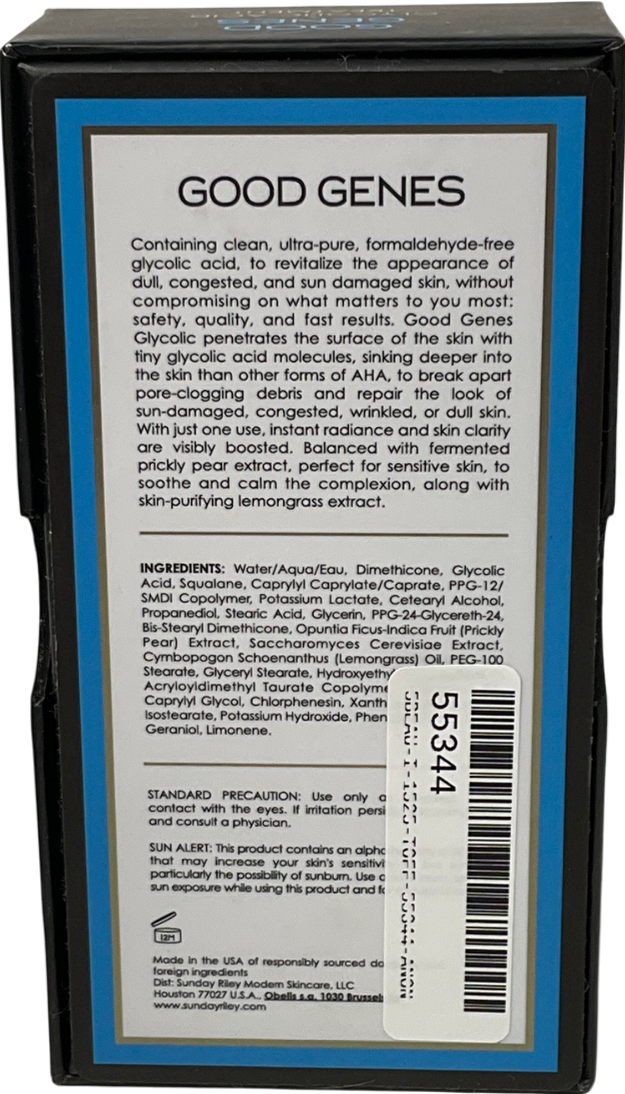 GOOD
GENES
GOOD GENES
Containing clean, ultra-pure, formaldehyde-free
glycolic acid, to revitalize the appearance of
dull, congested, and sun damaged skin, without
compromising on what matters to you most:
safety, quality, and fast results. Good Genes
Glycolic penetrates the surface of the skin with
tiny glycolic acid molecules, sinking deeper into
the skin than other forms of AHA, to break apart
pore-clogging debris and repair the look of
sun-damaged, congested, wrinkled, or dull skin.
With just one use, instant radiance and skin clarity
are visibly boosted. Balanced with fermented
prickly pear extract, perfect for sensitive skin, to
soothe and calm the complexion, along with
skin-purifying lemongrass extract.
INGREDIENTS: Water/Aqua/Eau, Dimethicone, Glycolic
Acid, Squalane, Caprylyl Caprylate/Caprate, PPG-12/
SMDI Copolymer, Potassium Lactate, Cetearyl Alcohol,
Propanediol, Stearic Acid, Glycerin, PPG-24-Glycereth-24,
Bis-Stearyl Dimethicone, Opuntia Ficus-Indica Fruit (Prickly
Pear) Extract, Saccharomyces Cerevisiae Extract,
Cymbopogon Schoenanthus (Lemongrass) Oil, PEG-100
Stearate, Glyceryl Stearate,
Acryloyldimethyl Taurate
Caprylyl Glycol, Chlorphenesin,
Isostearate, Potassium Hydroxide,
Geraniol, Limonene.
STANDARD PRECAUTION: Use only
contact with the eyes. If irritation
and consult a physician.
SUN ALERT: This product contains an
that may increase your skin's
particularly the possibility of sunburn. Use
sun exposure while using this product and
12M
Made in the USA of responsibly sourced
foreign ingredients
Dist: Sunday Riley Modern Skincare, LLC
Houston 77027 U.S.A., Obelis s.a. 1030
www.sundayriley.com
55344